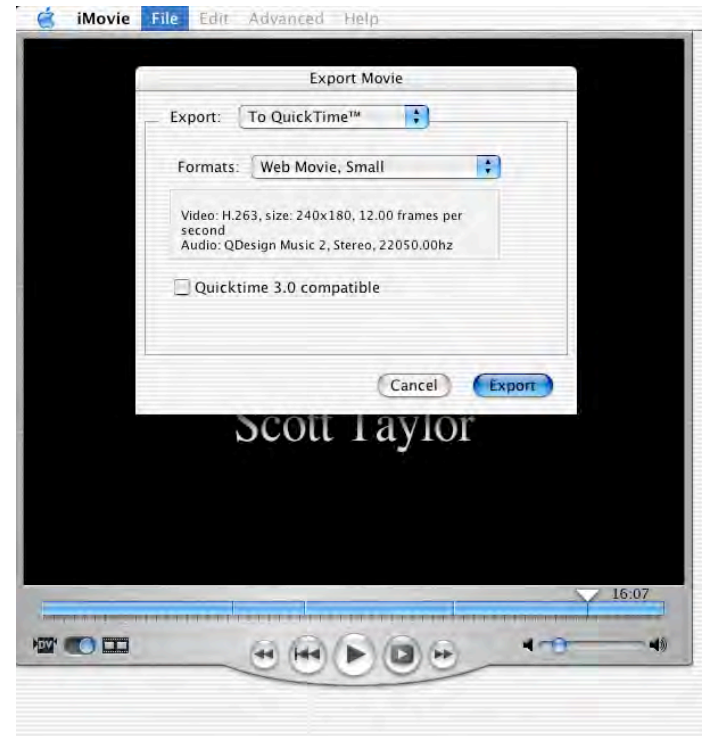 iMovie File Edit Advanced Help
Export Movie
Export: To QuickTime™
Formats: Web Movie, Small
Video: H.263, size: 240x180, 12.00 frames per
second
Audio: QDesign Music 2, Stereo, 22050.00hz
Quicktime 3.0 compatible
Cancel Export
Scott Taylor
16:07
DV